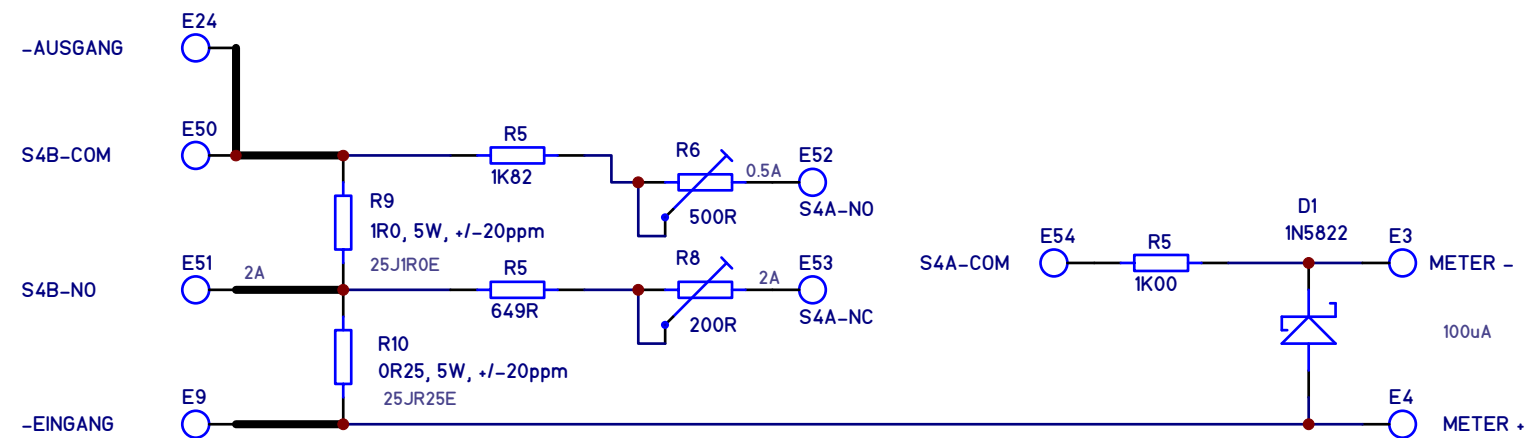 E24
-AUSGANG
E50
S4B-COM
R5
1K82
R6
0.5A
E52
500R
S4A-NO
R9
1R0, 5W, +/-20ppm
25J1R0E
E51
2A
S4B-NO
R5
649R
R8
2A
E53
200R
S4A-NC
R10
0R25, 5W, +/-20ppm
25JR25E
E9
-EINGANG
S4A-COM
E54
R5
1K00
D1
1N5822
E3
METER -
100uA
E4
METER +